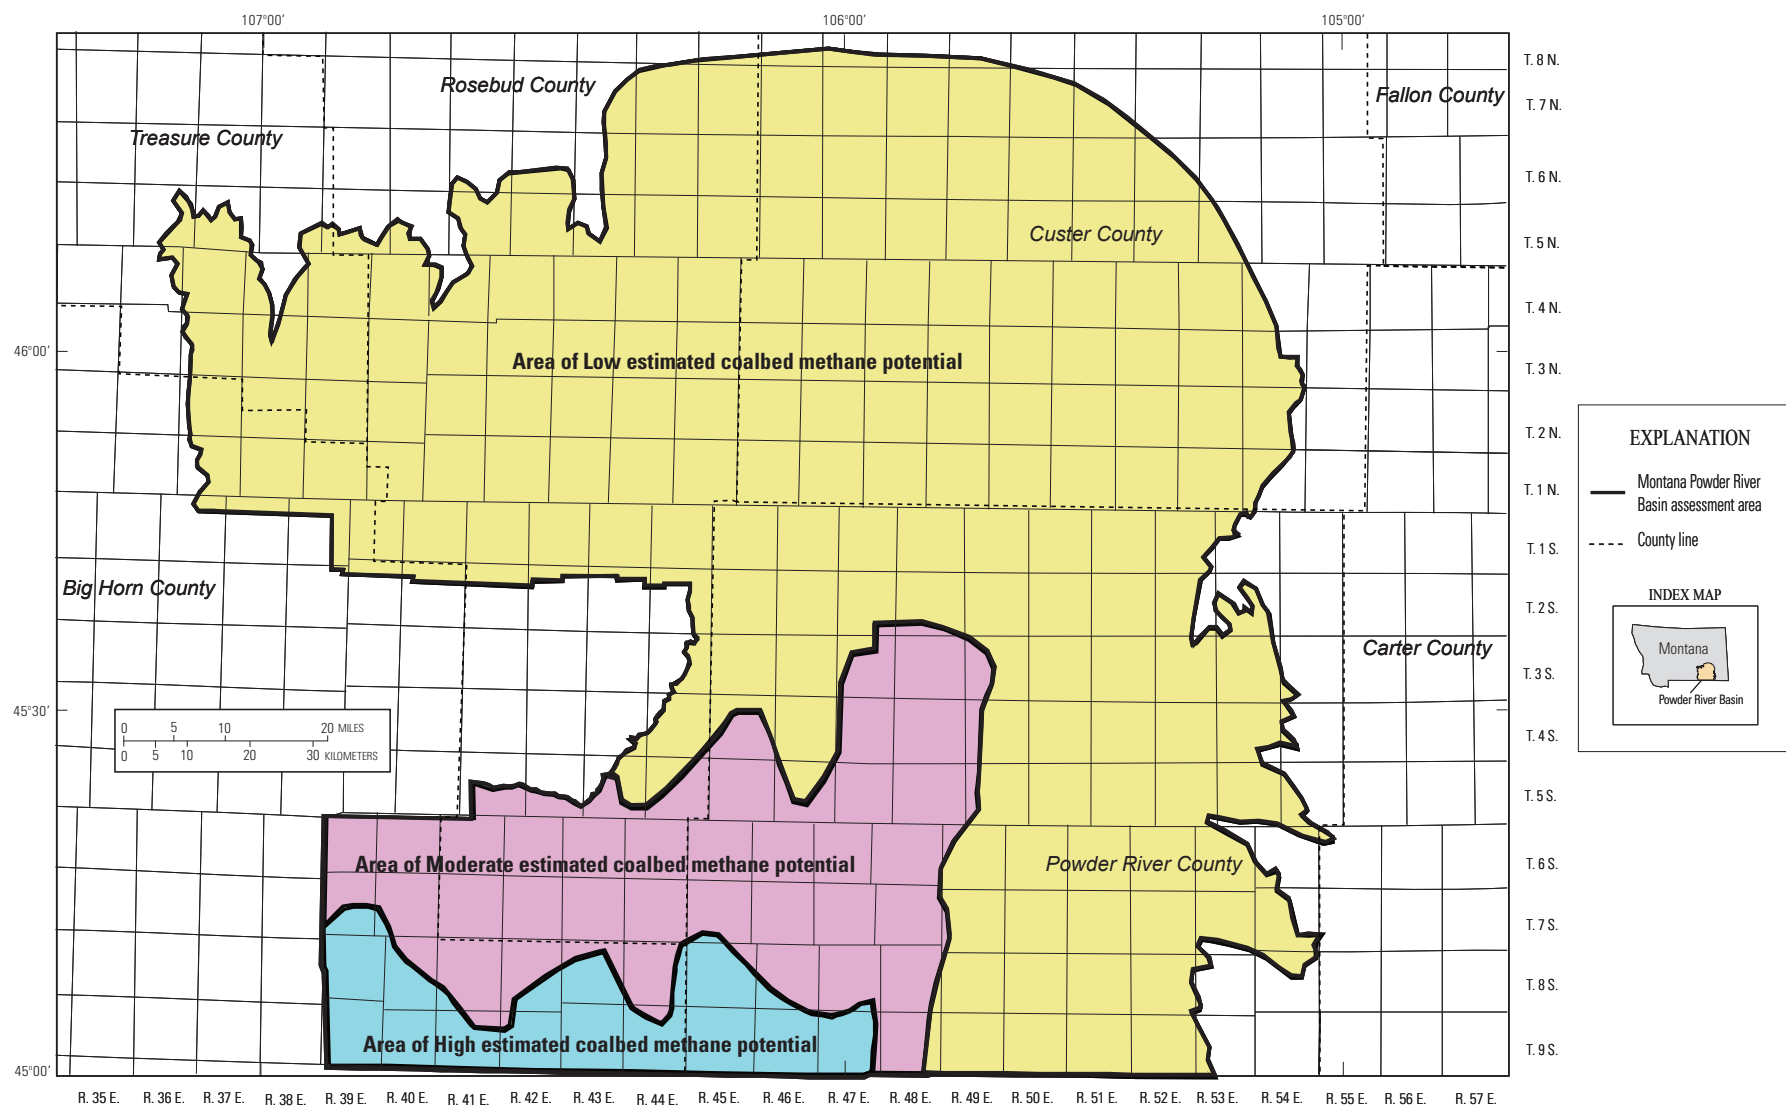 107°00′ 106°00′ 105°00′
Rosebud County
Treasure County
Fallon County
Custer County
T. 8 N.
T. 7 N.
T. 6 N.
T. 5 N.
T. 4 N.
T. 3 N.
T. 2 N.
T. 1 N.
T. 1 S.
T. 2 S.
T. 3 S.
T. 4 S.
T. 5 S.
T. 6 S.
T. 7 S.
T. 8 S.
T. 9 S.
46°00′
45°30′
45°00′
Area of Low estimated coalbed methane potential
Big Horn County
Carter County
0 5 10 20 MILES
0 5 10 20 30 KILOMETERS
Area of Moderate estimated coalbed methane potential
Powder River County
Area of High estimated coalbed methane potential
R. 35 E. R. 36 E. R. 37 E. R. 38 E. R. 39 E. R. 40 E. R. 41 E. R. 42 E. R. 43 E. R. 44 E. R. 45 E. R. 46 E. R. 47 E. R. 48 E. R. 49 E. R. 50 E. R. 51 E. R. 52 E. R. 53 E. R. 54 E. R. 55 E. R. 56 E. R. 57 E.
EXPLANATION
Montana Powder River
Basin assessment area
County line
INDEX MAP
Montana
Powder River Basin